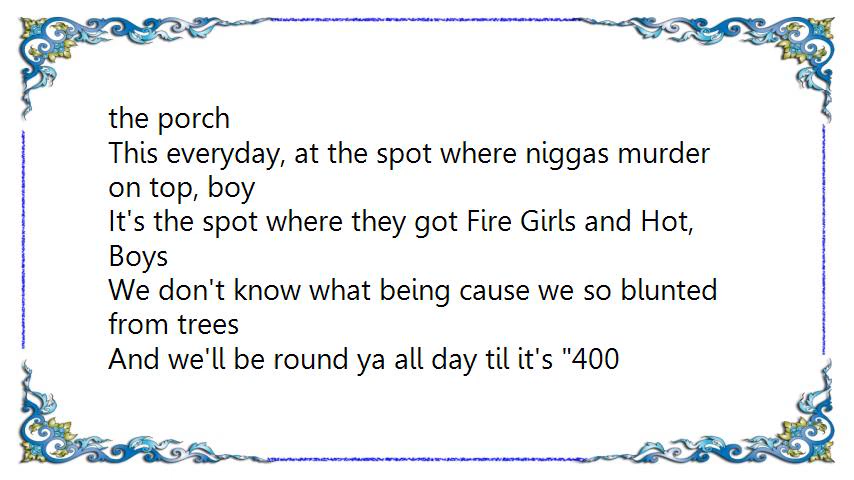 the porch
This everyday, at the spot where niggas murder
on top, boy
It's the spot where they got Fire Girls and Hot,
Boys
We don't know what being cause we so blunted
from trees
And we'll be round ya all day til it's "400